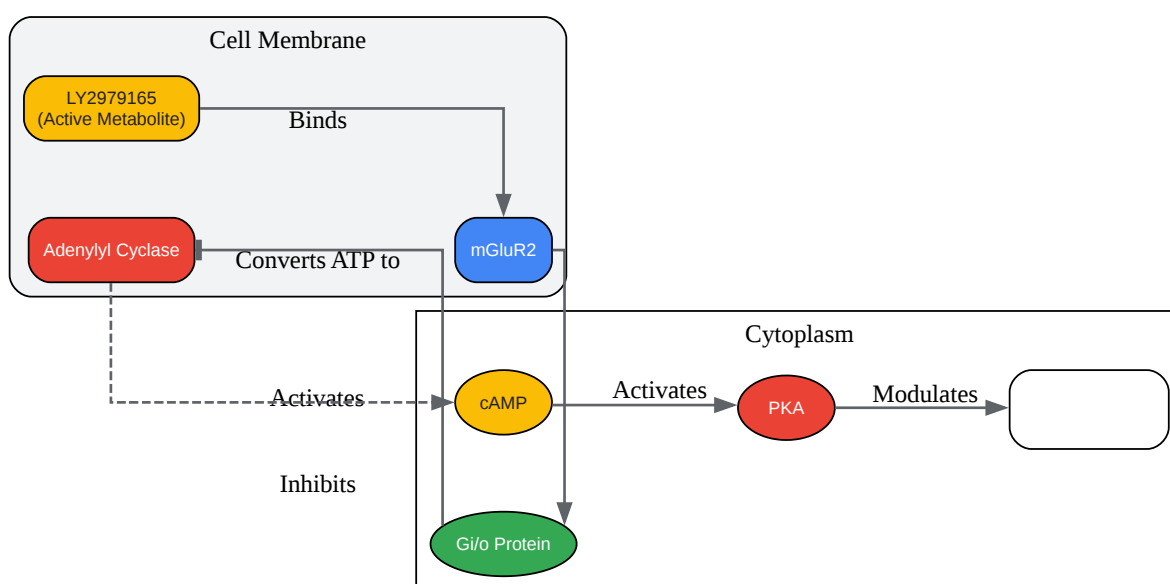 Cell Membrane
LY2979165
(Active Metabolite)
Binds
Adenylyl Cyclase
Converts ATP to
mGluR2
Cytoplasm
Activates
cAMP
Activates
PKA
Modulates
Inhibits
Gi/o Protein